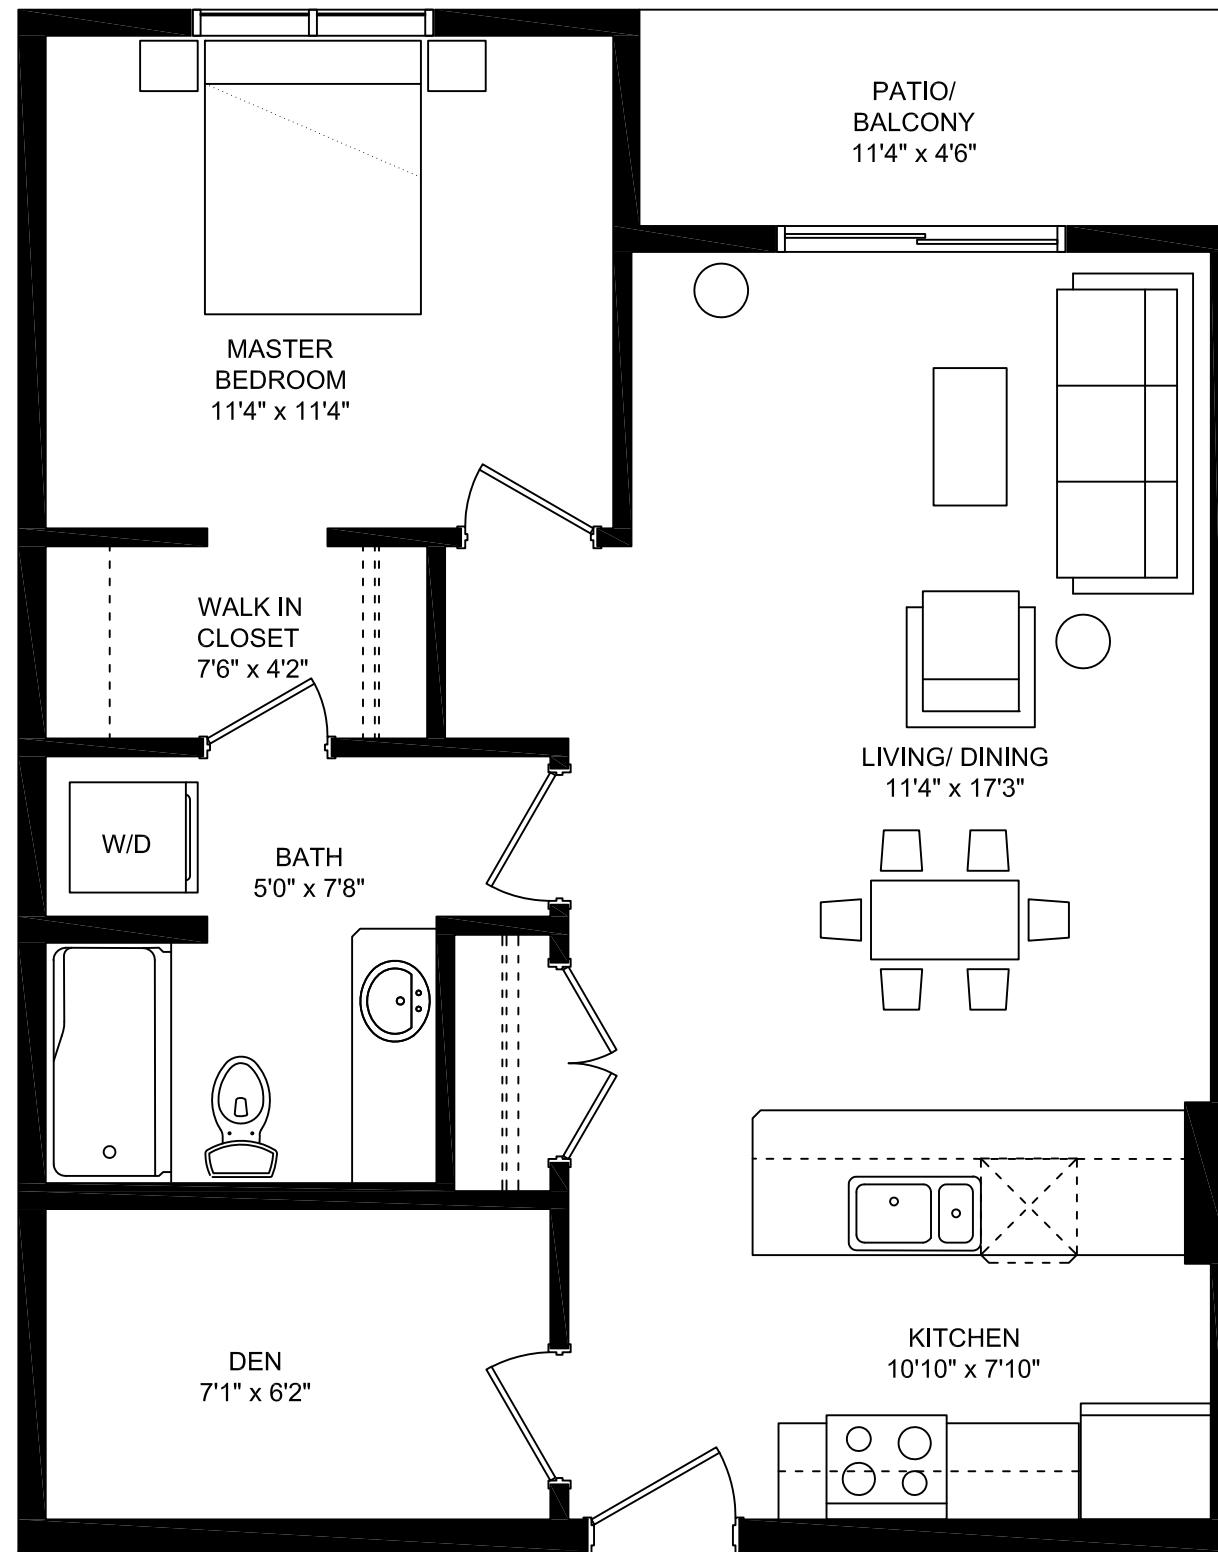 PATIO/
BALCONY
11'4" x 4'6"
MASTER
BEDROOM
11'4" x 11'4"
WALK IN
CLOSET
7'6" x 4'2"
LIVING/ DINING
11'4" x 17'3"
W/D
BATH
5'0" x 7'8"
KITCHEN
10'10" x 7'10"
DEN
7'1" x 6'2"